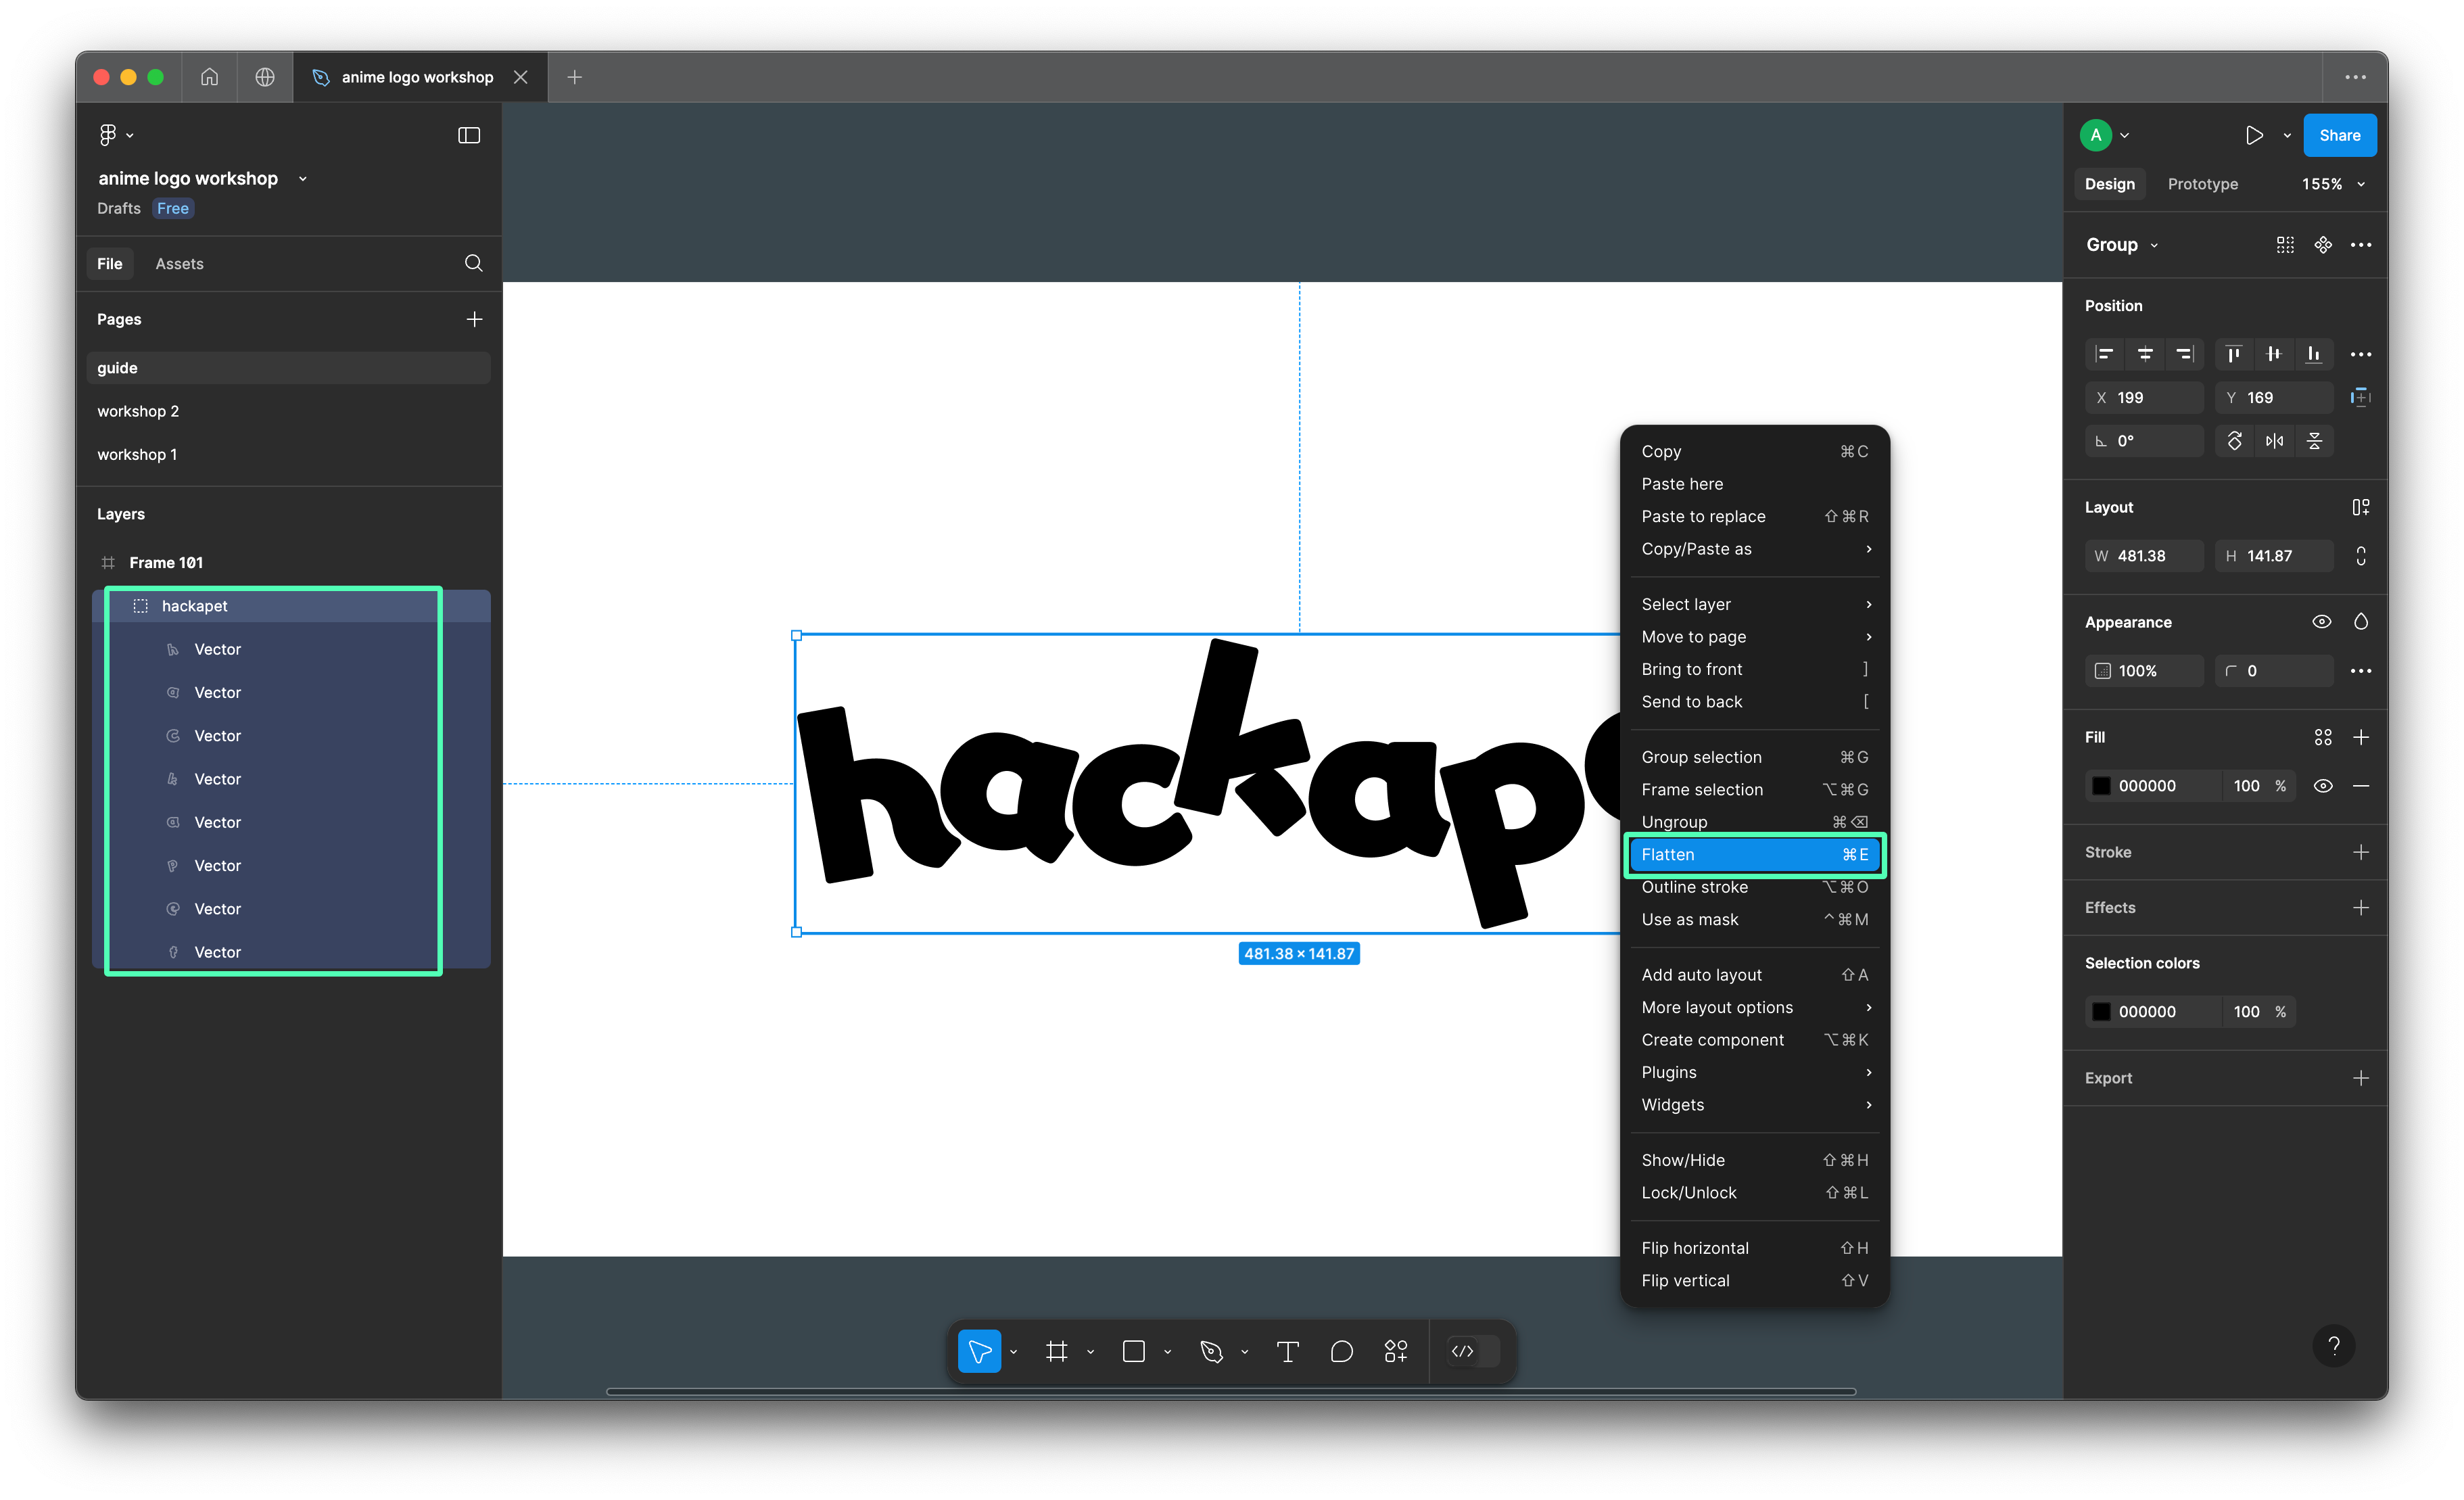 anime logo workshop
anime logo workshop
Drafts Free
File Assets
Pages
guide
workshop 2
workshop 1
Layers
Frame 101
hackapet
Vector
Vector
Vector
Vector
Vector
Vector
Vector
Vector
hackap
481.38 × 141.87
Copy ⌘C
Paste here
Paste to replace ⇧⌘R
Copy/Paste as
Select layer
Move to page
Bring to front ]
Send to back [
Group selection ⌘G
Frame selection ⌥⌘G
Ungroup ⌘⌫
Flatten ⌘E
Outline stroke ⌥⌘O
Use as mask ^⌘M
Add auto layout ⇧A
More layout options
Create component ⌥⌘K
Plugins
Widgets
Show/Hide ⇧⌘H
Lock/Unlock ⇧⌘L
Flip horizontal ⇧H
Flip vertical ⇧V
A Share
Design Prototype 155%
Group
Position
X 199 Y 169
0°
Layout
W 481.38 H 141.87
Appearance
100% 0
Fill
000000 100 %
Stroke
Effects
Selection colors
000000 100 %
Export
?